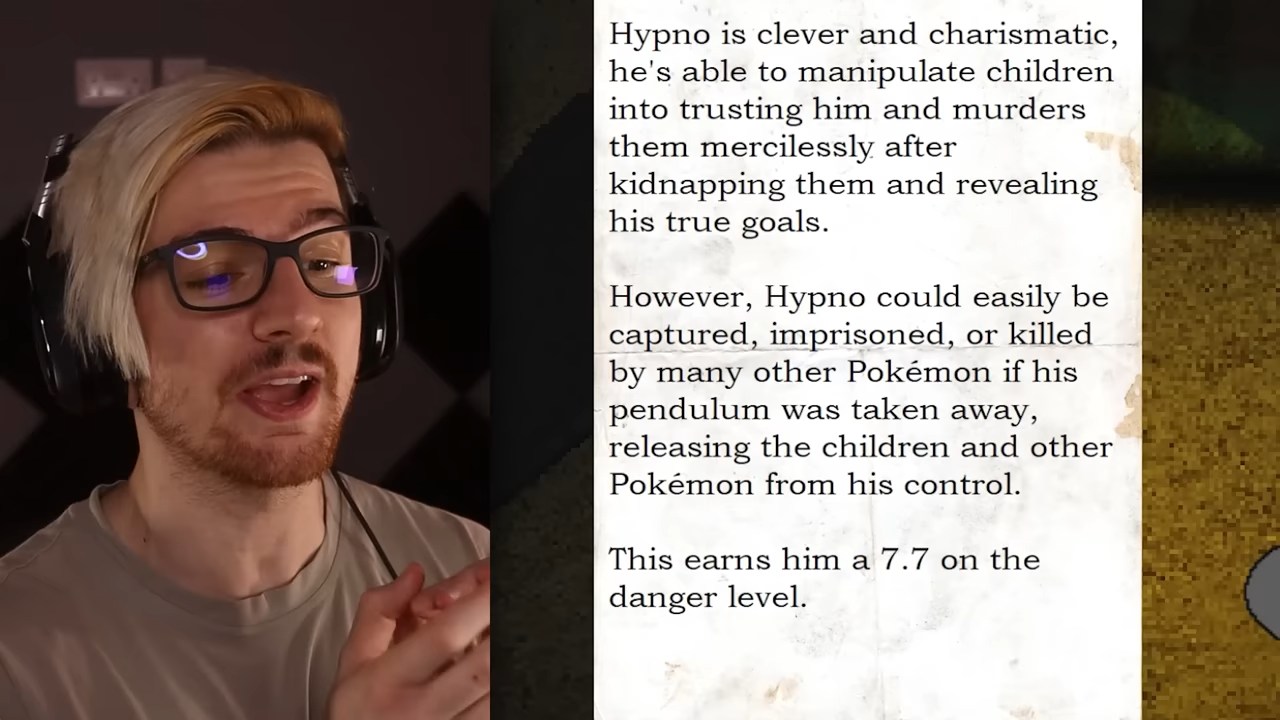 Hypno is clever and charismatic,
he's able to manipulate children
into trusting him and murders
them mercilessly after
kidnapping them and revealing
his true goals.
However, Hypno could easily be
captured, imprisoned, or killed
by many other Pokémon if his
pendulum was taken away,
releasing the children and other
Pokémon from his control.
This earns him a 7.7 on the
danger level.